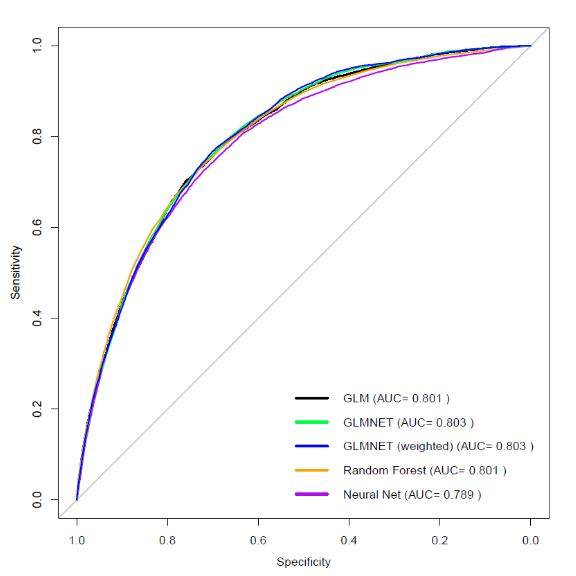 1.0
0.8
0.6
0.4
0.2
0.0
Sensitivity
GLM (AUC= 0.801 )
GLMNET (AUC= 0.803 )
GLMNET (weighted) (AUC= 0.803 )
Random Forest (AUC= 0.801 )
Neural Net (AUC= 0.789 )
1.0 0.8 0.6 0.4 0.2 0.0
Specificity